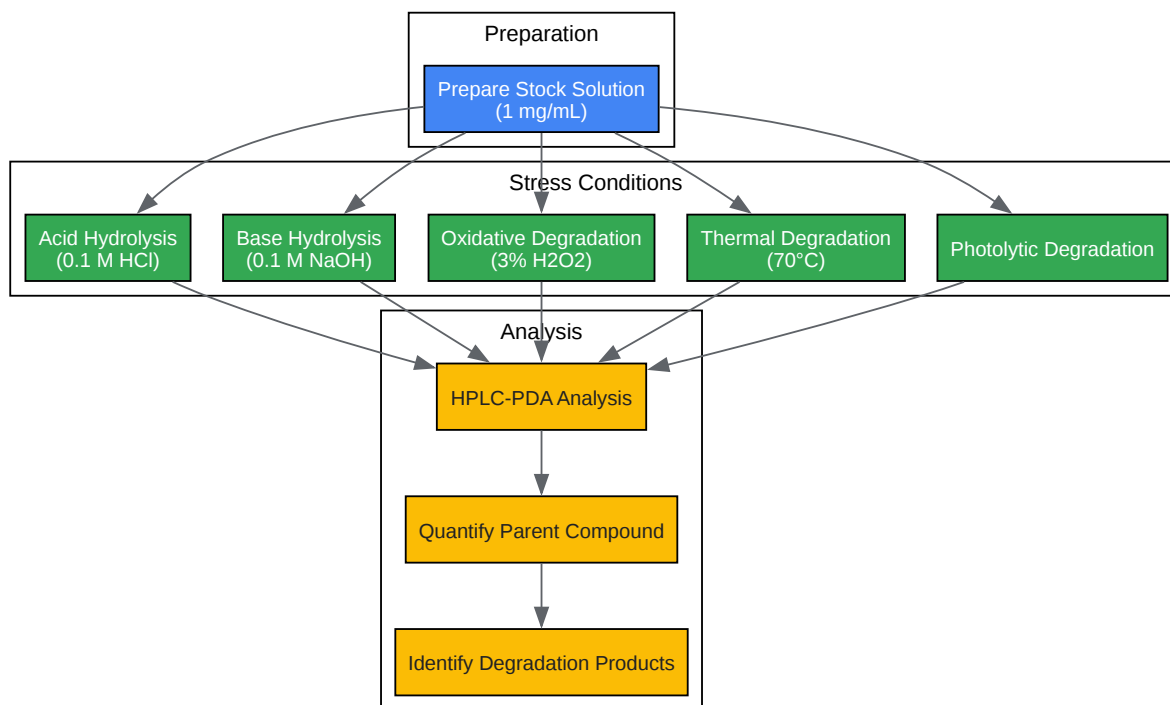 Preparation
Prepare Stock Solution
(1 mg/mL)
Stress Conditions
Acid Hydrolysis
(0.1 M HCl)
Base Hydrolysis
(0.1 M NaOH)
Oxidative Degradation
(3% H2O2)
Thermal Degradation
(70°C)
Photolytic Degradation
Analysis
HPLC-PDA Analysis
Quantify Parent Compound
Identify Degradation Products